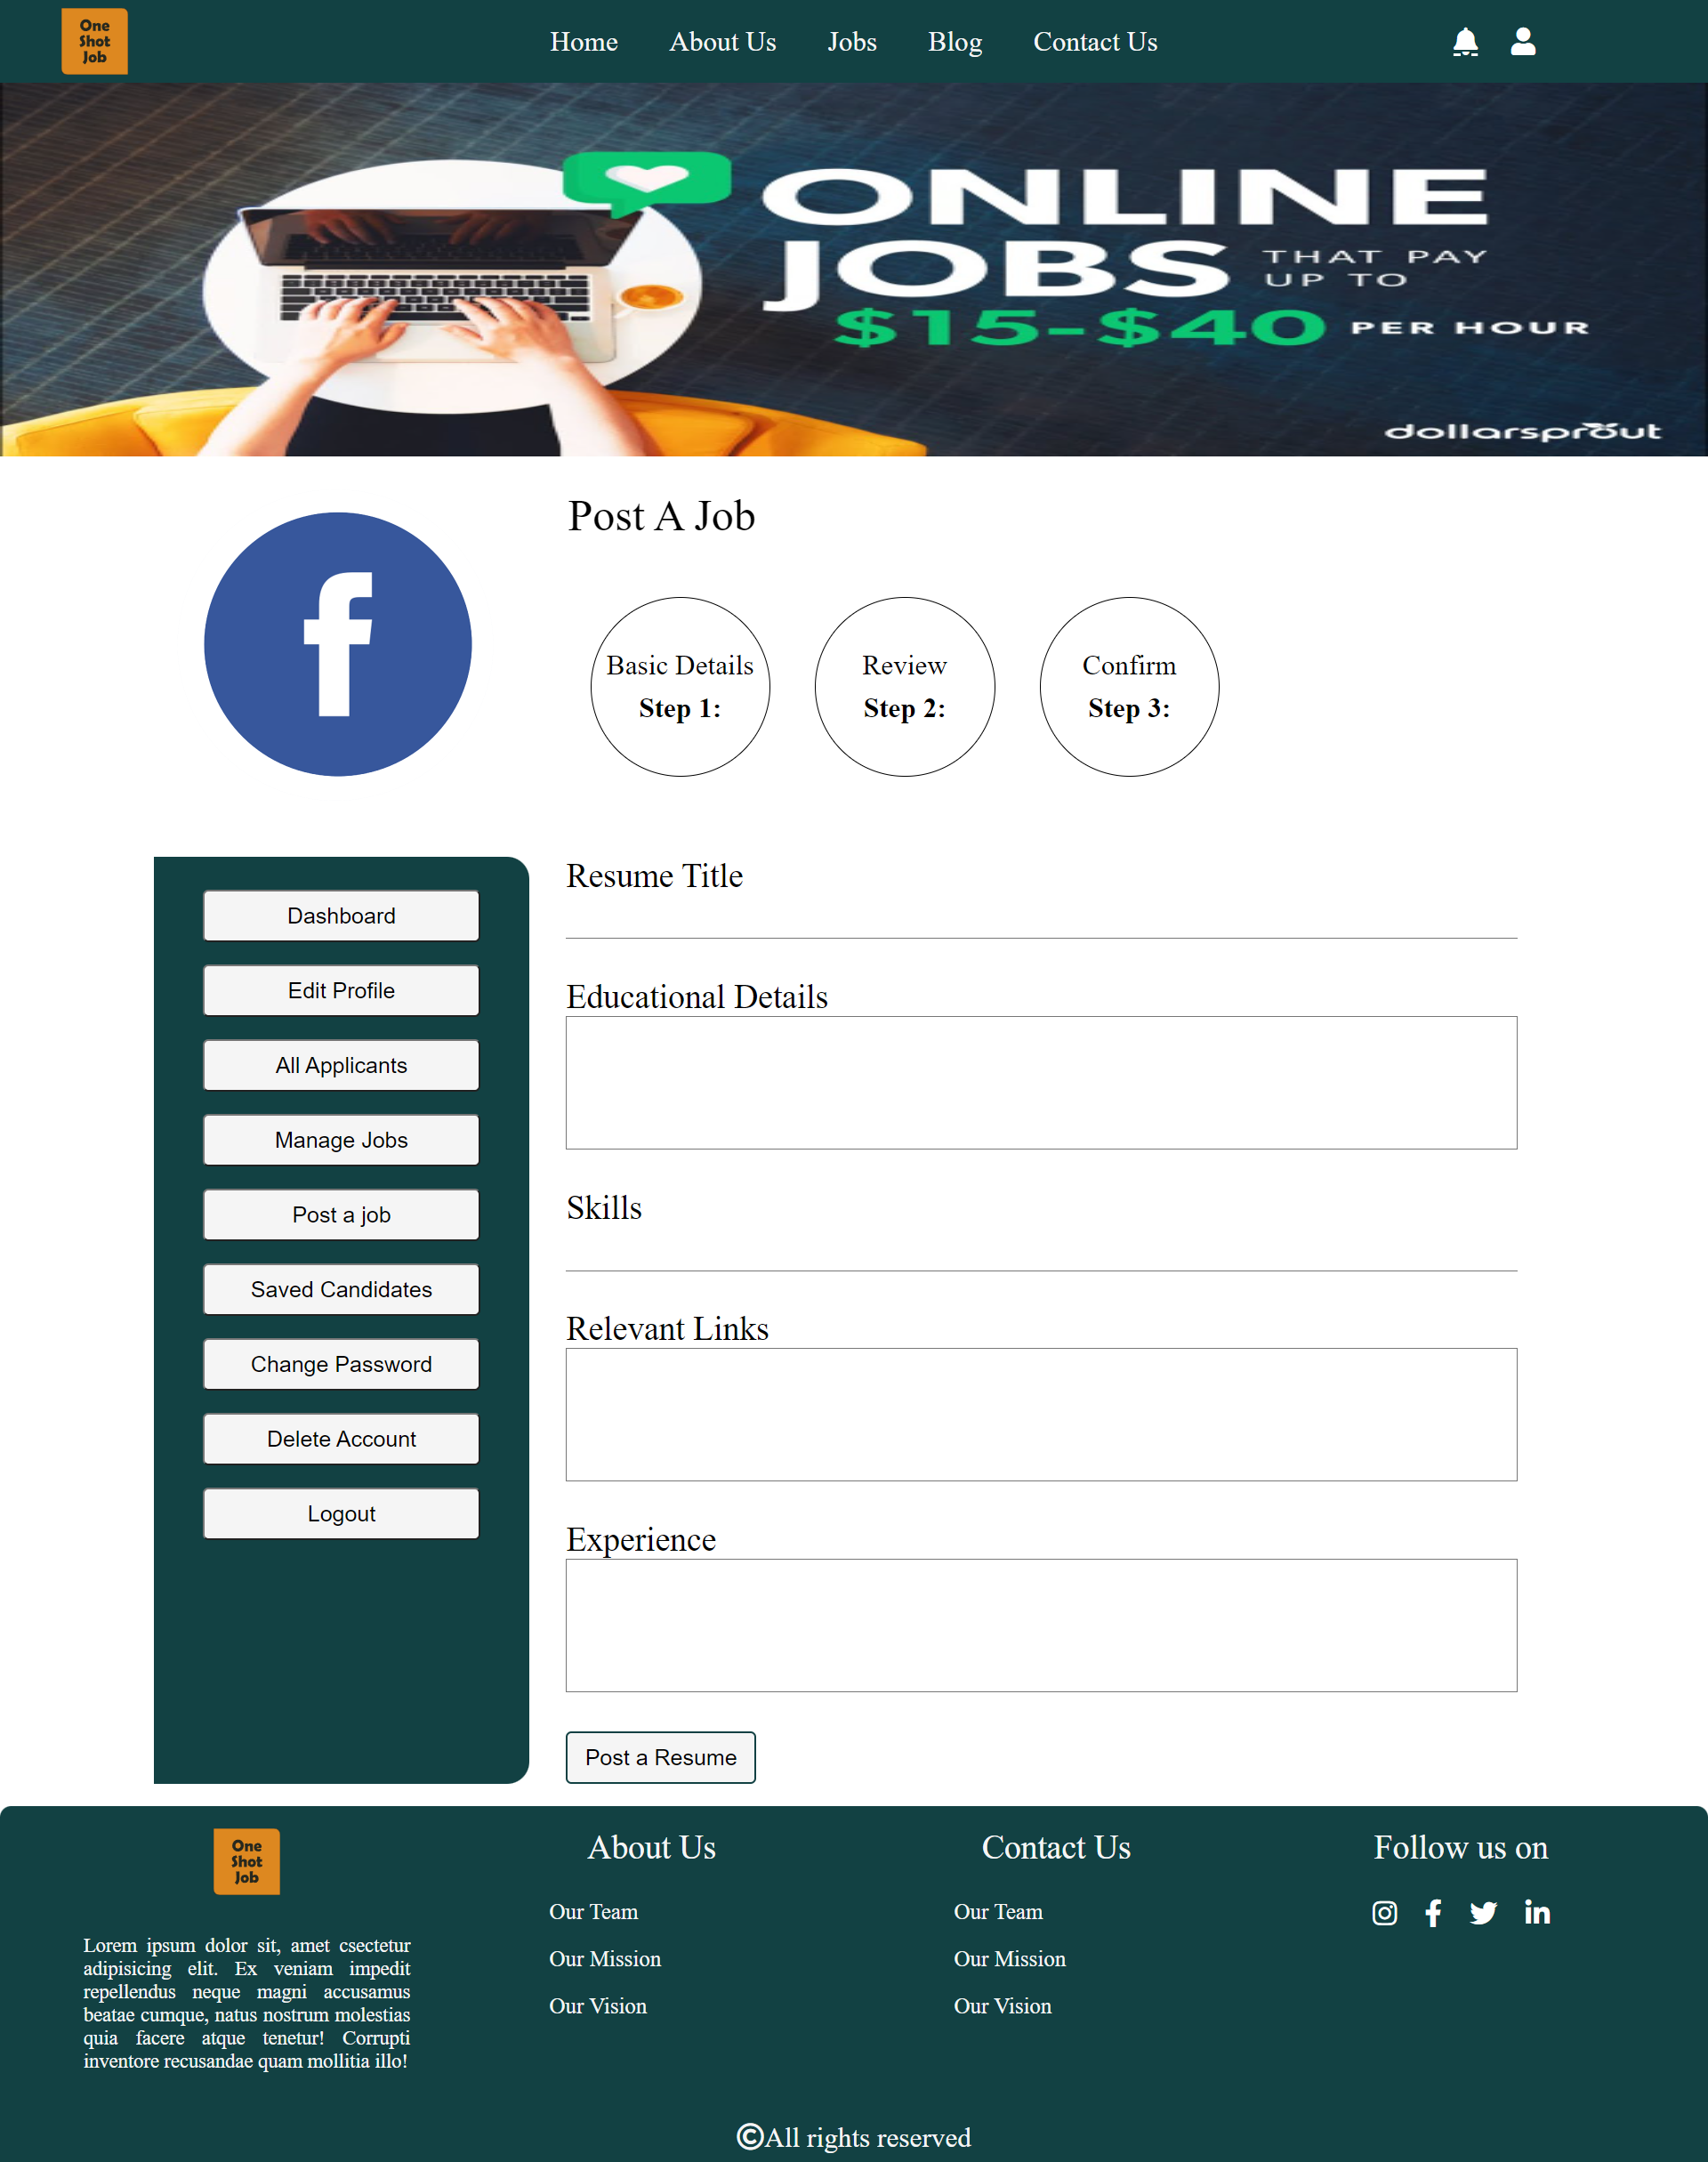 One
Shot
Job
Home
About Us
Jobs
Blog
Contact Us
ONLINE
JOBS THAT PAY
UP TO
$15-$40 PER HOUR
dollarsprout
Post A Job
Basic Details
Step 1:
Review
Step 2:
Confirm
Step 3:
Dashboard
Edit Profile
All Applicants
Manage Jobs
Post a job
Saved Candidates
Change Password
Delete Account
Logout
Resume Title
Educational Details
Skills
Relevant Links
Experience
Post a Resume
One
Shot
Job
Lorem ipsum dolor sit, amet csectetur
adipisicing elit. Ex veniam impedit
repellendus neque magni accusamus
beatae cumque, natus nostrum molestias
quia facere atque tenetur! Corrupti
inventore recusandae quam mollitia illo!
About Us
Our Team
Our Mission
Our Vision
Contact Us
Our Team
Our Mission
Our Vision
Follow us on
©All rights reserved